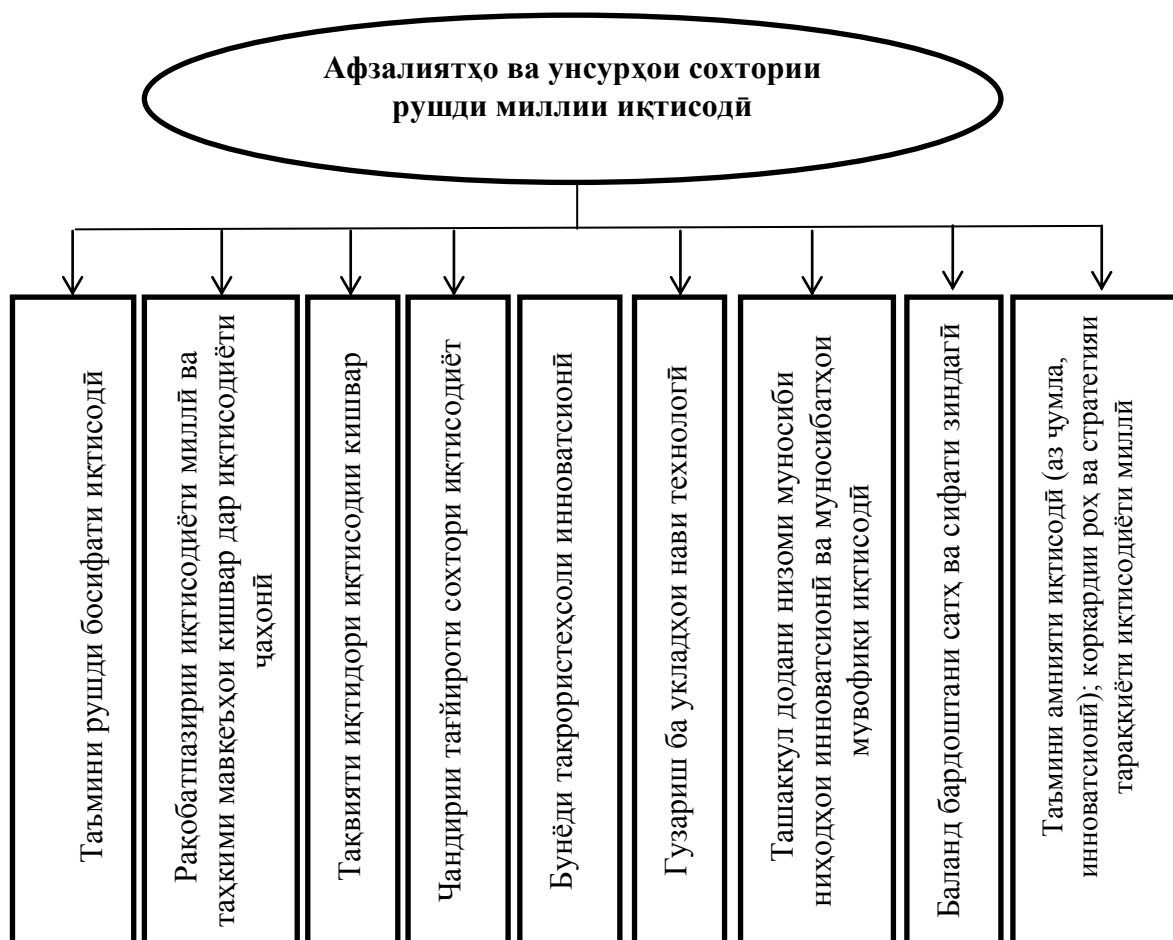 Афзалиятҳо ва унсурҳои сохтории
рушди миллии иқтисодӣ
Таъмини рушди босифати иқтисодӣ
Рақобатпазирии иқтисодиёти миллӣ ва
таҳкими мавқеъҳои кишвар дар иқтисодиёти
ҷаҳонӣ
Тақвияти иқтидори иқтисодии кишвар
Чандирии тағйироти сохтори иқтисодиёт
Бунёди такрористеҳсоли инноватсионӣ
Гузариш ба укладҳои нави технологӣ
Ташаккул додани низоми муносиби
ниҳодҳои инноватсионӣ ва муносибатҳои
мувофиқи иқтисодӣ
Баланд бардоштани сатҳ ва сифати зиндагӣ
Таъмини амнияти иқтисодӣ (аз ҷумла,
инноватсионӣ); коркардии роҳ ва стратегияи
тараққиёти иқтисодиёти миллӣ